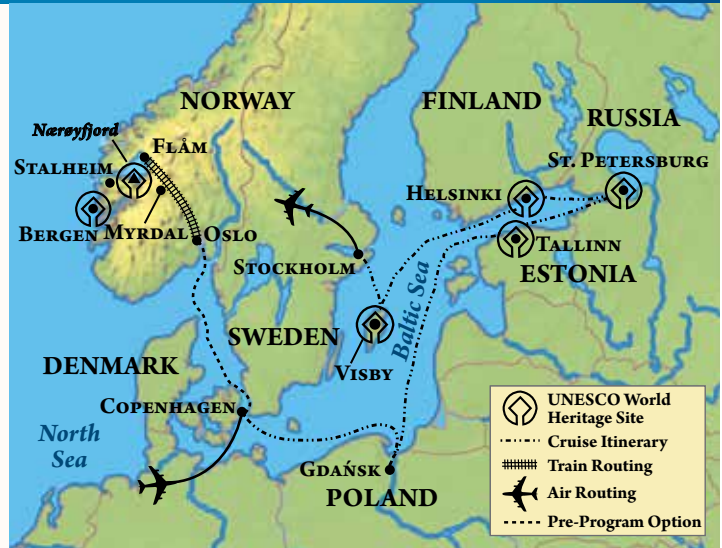 NORWAY
FINLAND
RUSSIA
Nærøyfjord
FLÅM
STALHEIM
ST. PETERSBURG
HELSINKI
BERGEN
MYRDAL
OSLO
TALLINN
STOCKHOLM
ESTONIA
Baltic Sea
SWEDEN
DENMARK
VISBY
COPENHAGEN
North
Sea
GDAŃSK
POLAND
UNESCO World
Heritage Site
Cruise Itinerary
Train Routing
Air Routing
Pre-Program Option